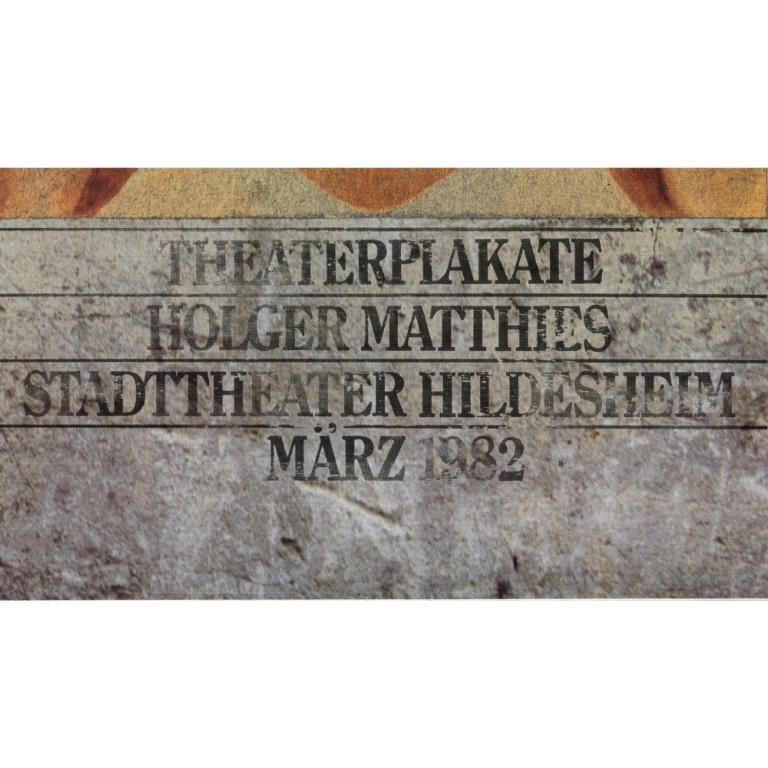 THEATERPLAKATE
HOLGER MATTHIES
STADTTHEATER HILDESHEIM
MÄRZ 1982